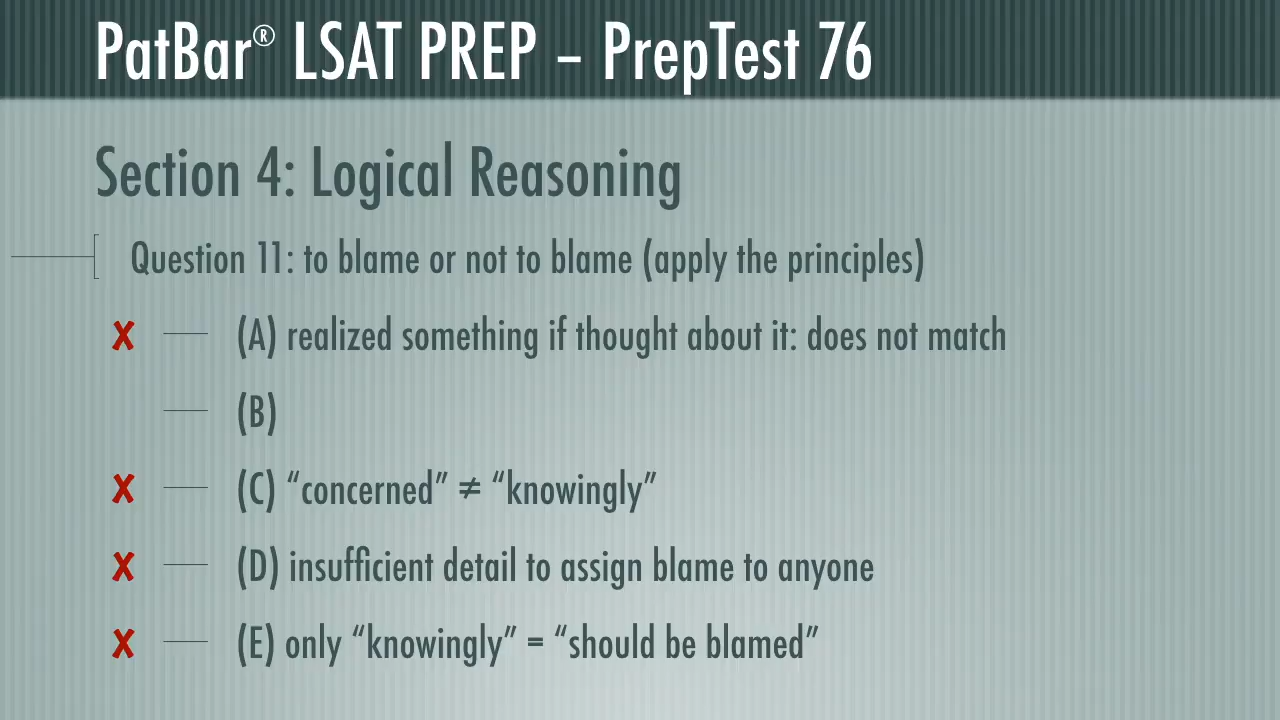 PatBar® LSAT PREP – PrepTest 76
Section 4: Logical Reasoning
Question 11: to blame or not to blame (apply the principles)
✗ (A) realized something if thought about it: does not match
(B)
✗ (C) “concerned” ≠ “knowingly”
✗ (D) insufficient detail to assign blame to anyone
✗ (E) only “knowingly” = “should be blamed”